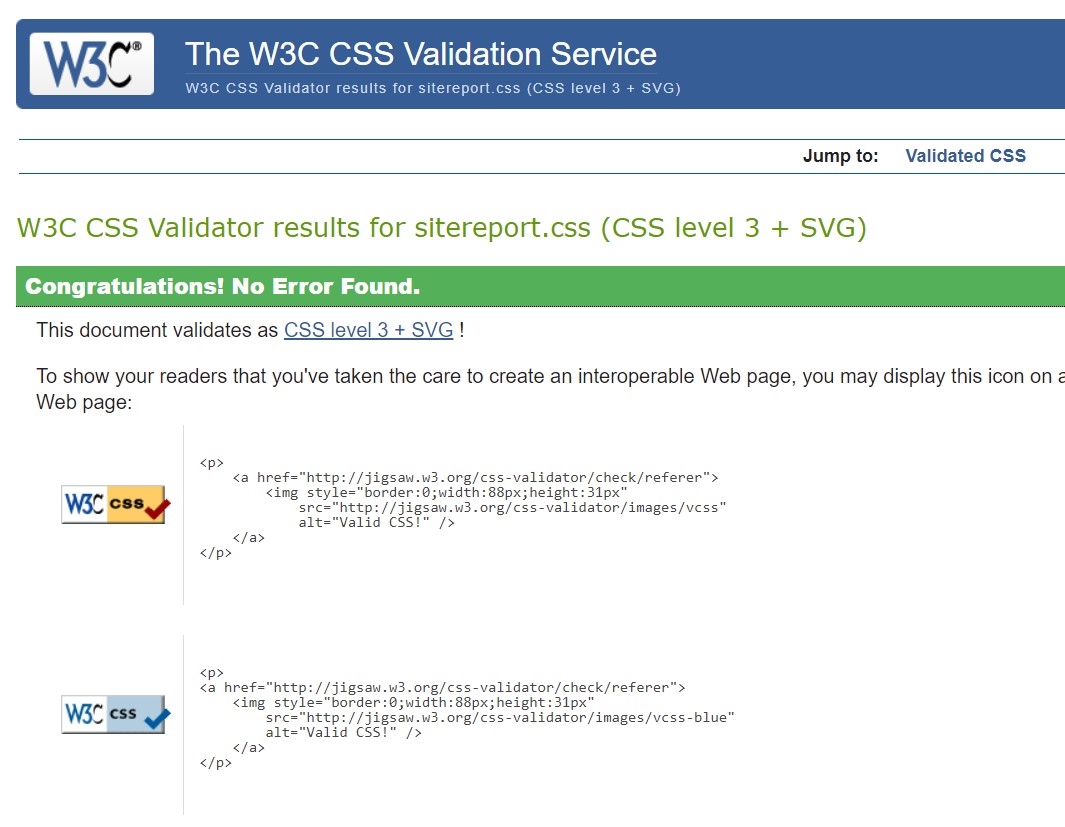 W3C®
The W3C CSS Validation Service
W3C CSS Validator results for sitereport.css (CSS level 3 + SVG)
Jump to: Validated CSS
W3C CSS Validator results for sitereport.css (CSS level 3 + SVG)
Congratulations! No Error Found.
This document validates as CSS level 3 + SVG !
To show your readers that you've taken the care to create an interoperable Web page, you may display this icon on a
Web page:
W3C css
<p>
    <a href="http://jigsaw.w3.org/css-validator/check/referer">
        <img style="border:0;width:88px;height:31px"
            src="http://jigsaw.w3.org/css-validator/images/vcss"
            alt="Valid CSS!" />
    </a>
</p>
W3C css
<p>
<a href="http://jigsaw.w3.org/css-validator/check/referer">
    <img style="border:0;width:88px;height:31px"
        src="http://jigsaw.w3.org/css-validator/images/vcss-blue"
        alt="Valid CSS!" />
    </a>
</p>